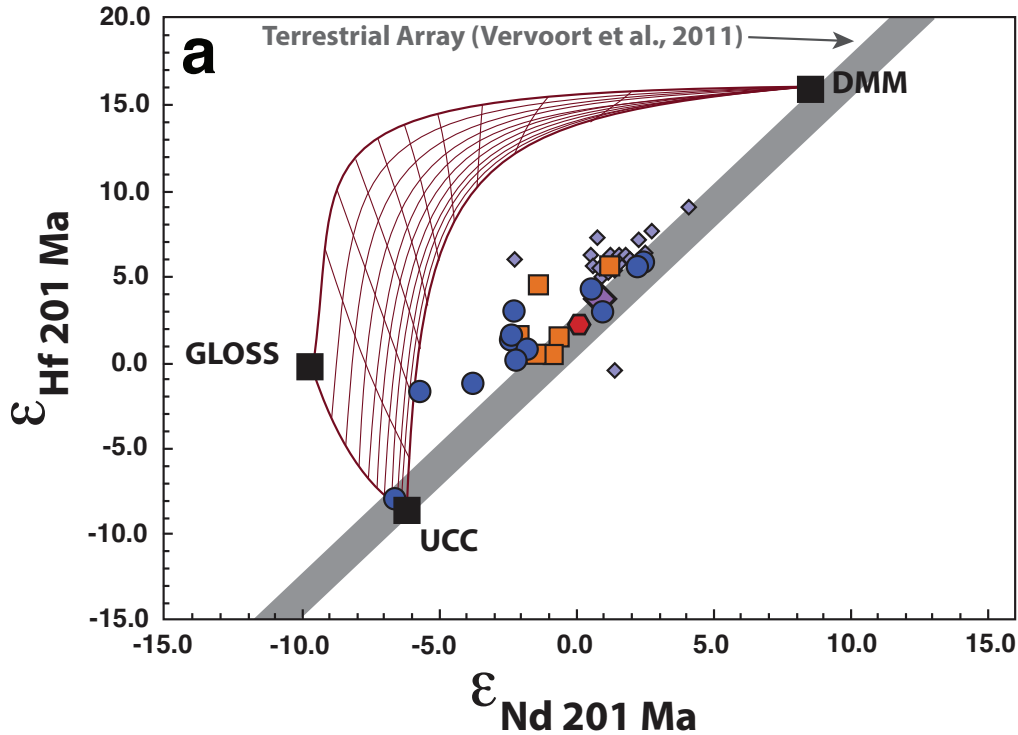 20.0
Terrestrial Array (Vervoort et al., 2011)
a
DMM
15.0
10.0
5.0
GLOSS
0.0
-5.0
-10.0
UCC
-15.0
-15.0 -10.0 -5.0 0.0 5.0 10.0 15.0
εHf 201 Ma
εNd 201 Ma